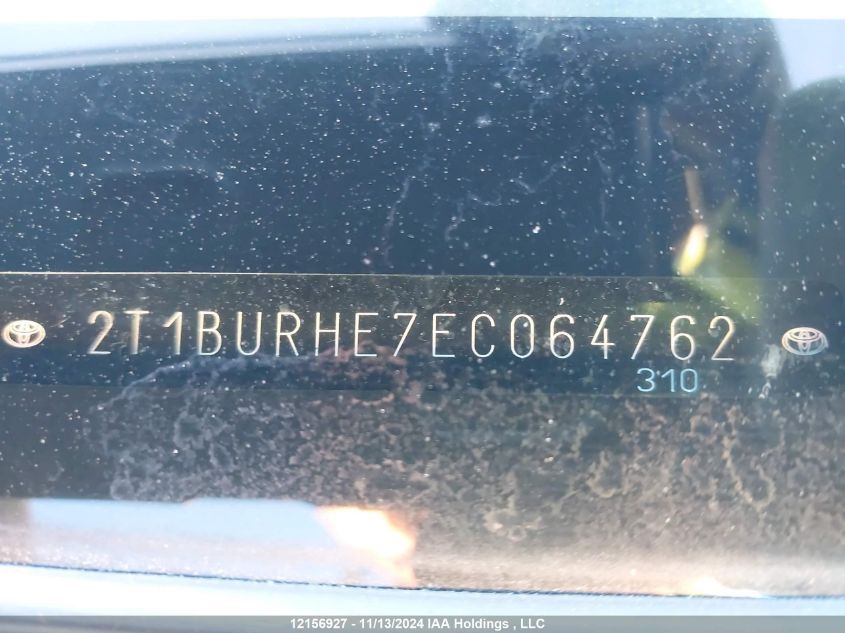 2T1BURHE7EC064762
310
12156927 - 11/13/2024 IAA Holdings , LLC